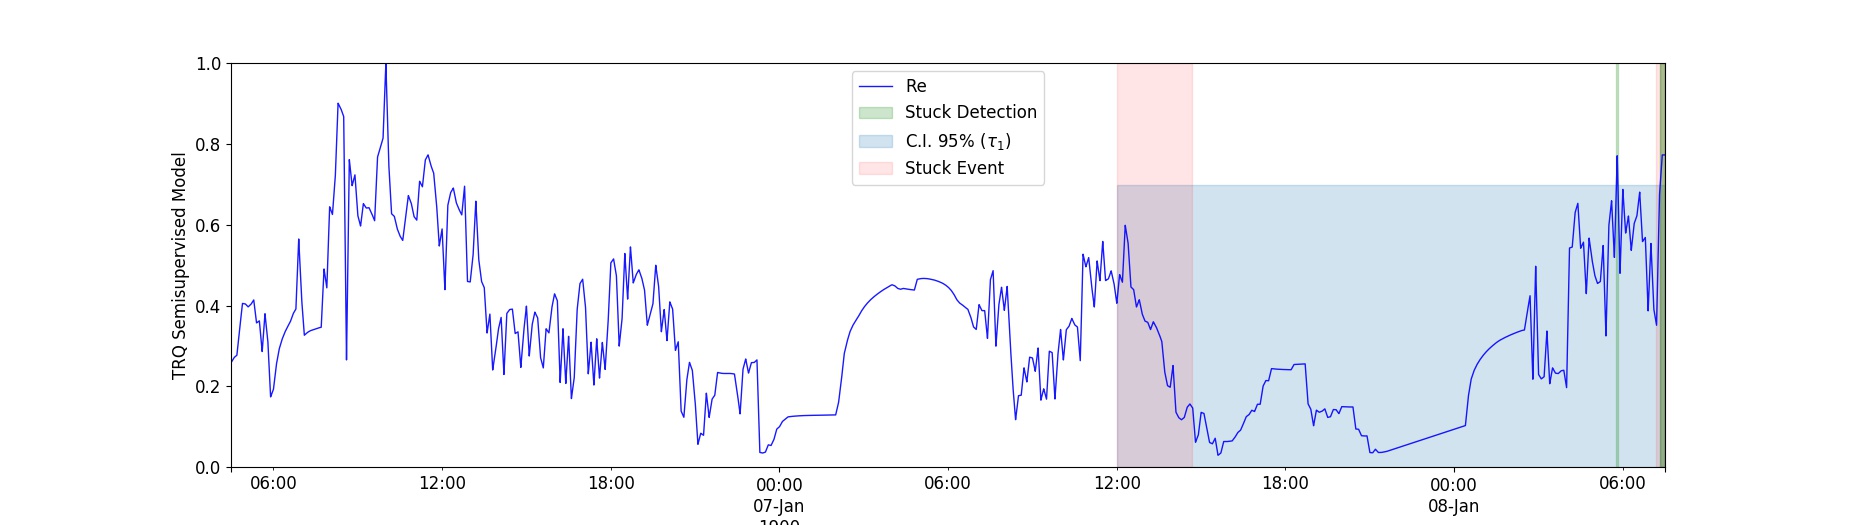 1.0
0.8
0.6
0.4
0.2
0.0
TRQ Semisupervised Model
Re
Stuck Detection
C.I. 95% (τ₁)
Stuck Event
06:00 12:00 18:00 00:00 06:00 12:00 18:00 00:00 06:00
07-Jan 08-Jan
1900